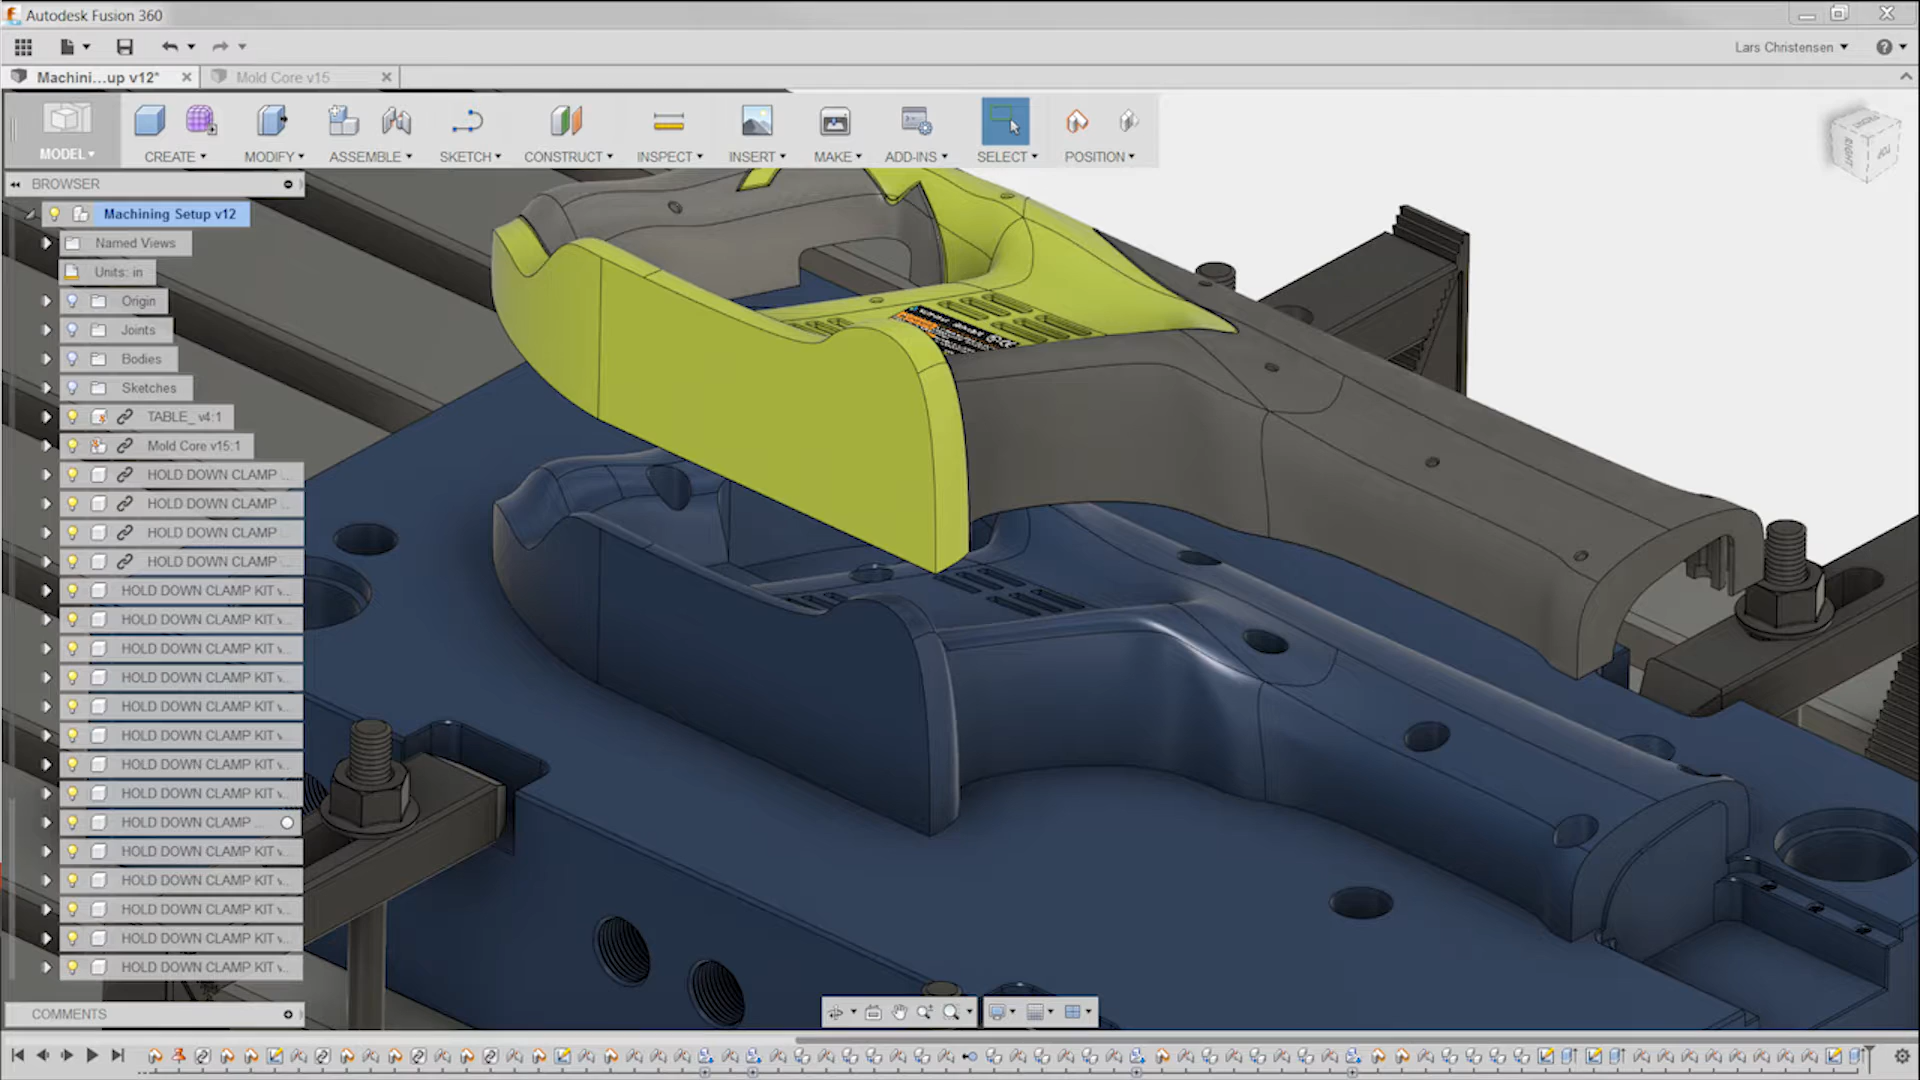 Autodesk Fusion 360
Lars Christensen
Machini...up v12*
Mold Core v15
MODEL
CREATE
MODIFY
ASSEMBLE
SKETCH
CONSTRUCT
INSPECT
INSERT
MAKE
ADD-INS
SELECT
POSITION
FRONT
RIGHT
TOP
BROWSER
Machining Setup v12
Named Views
Units: in
Origin
Joints
Bodies
Sketches
TABLE_ v4:1
Mold Core v15:1
HOLD DOWN CLAMP ...
HOLD DOWN CLAMP ...
HOLD DOWN CLAMP ...
HOLD DOWN CLAMP ...
HOLD DOWN CLAMP KIT v...
HOLD DOWN CLAMP KIT v...
HOLD DOWN CLAMP KIT v...
HOLD DOWN CLAMP KIT v...
HOLD DOWN CLAMP KIT v...
HOLD DOWN CLAMP KIT v...
HOLD DOWN CLAMP KIT v...
HOLD DOWN CLAMP KIT v...
HOLD DOWN CLAMP ...
HOLD DOWN CLAMP KIT v...
HOLD DOWN CLAMP KIT v...
HOLD DOWN CLAMP KIT v...
HOLD DOWN CLAMP KIT v...
HOLD DOWN CLAMP KIT v...
COMMENTS